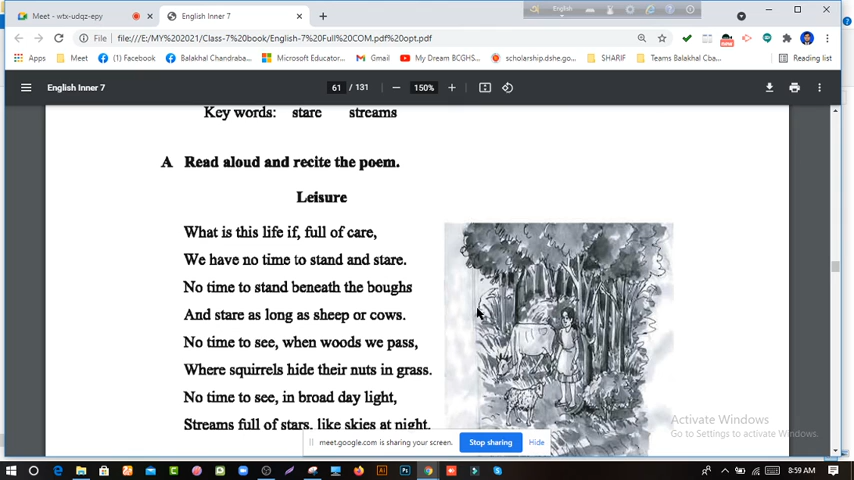 Meet - wtx-udqz-epy
English Inner 7
English
File
file:///E:/MY%202021/Class-7%20book/English-7%20Full%20COM.pdf%20opt.pdf
Apps
Meet
(1) Facebook
Balakhal Chandraba...
Microsoft Educator...
Gmail
My Dream BCGHS...
scholarship.dshe.go...
SHARIF
Teams Balakhal Cba...
Reading list
English Inner 7
61 / 131
150%
Key words: stare streams
A Read aloud and recite the poem.
Leisure
What is this life if, full of care,
We have no time to stand and stare.
No time to stand beneath the boughs
And stare as long as sheep or cows.
No time to see, when woods we pass,
Where squirrels hide their nuts in grass.
No time to see, in broad day light,
Streams full of stars, like skies at night.
Activate Windows
Go to Settings to activate Windows.
meet.google.com is sharing your screen.
Stop sharing
Hide
8:59 AM